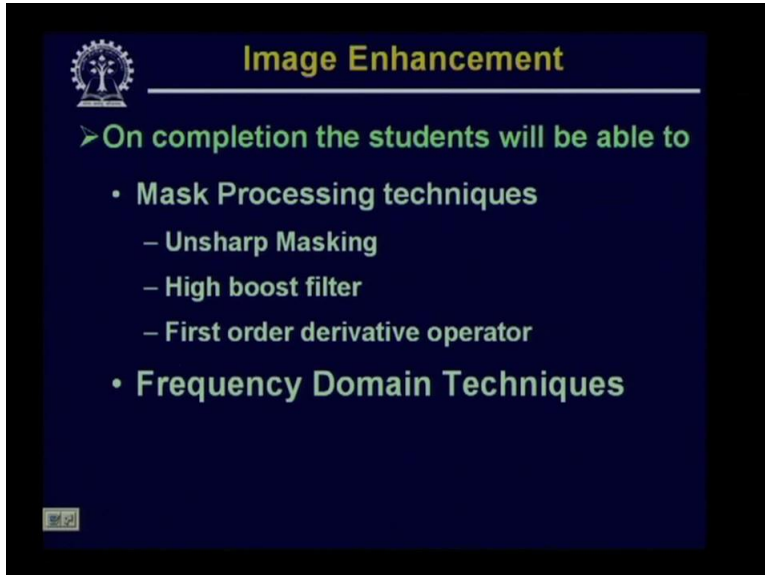 Image Enhancement
➢On completion the students will be able to
• Mask Processing techniques
– Unsharp Masking
– High boost filter
– First order derivative operator
• Frequency Domain Techniques